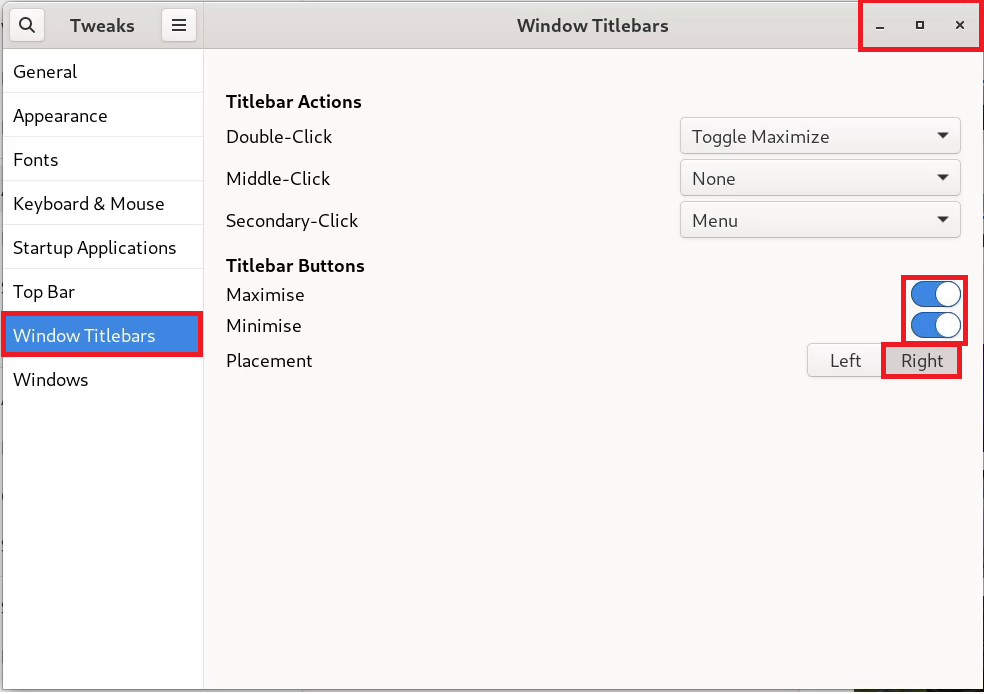 Tweaks
Window Titlebars
General
Appearance
Fonts
Keyboard & Mouse
Startup Applications
Top Bar
Window Titlebars
Windows
Titlebar Actions
Double-Click Toggle Maximize
Middle-Click None
Secondary-Click Menu
Titlebar Buttons
Maximise
Minimise
Placement Left Right